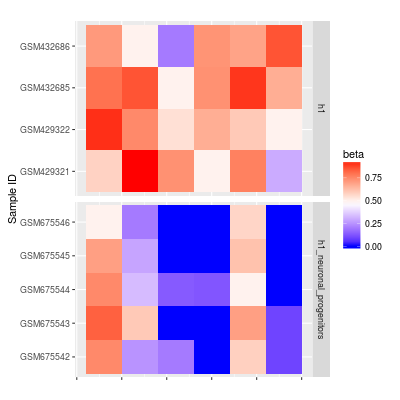 GSM432686
GSM432685
GSM429322
GSM429321
h1
GSM675546
GSM675545
GSM675544
GSM675543
GSM675542
h1_neuronal_progenitors
Sample ID
beta
0.75
0.50
0.25
0.00